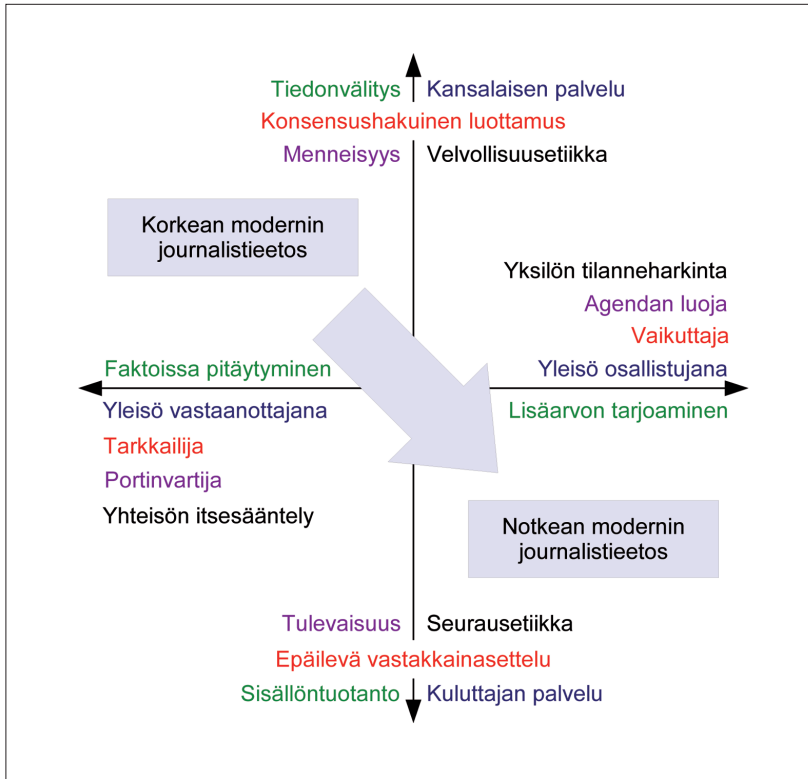 Tiedonvälitys Kansalaisen palvelu
Konsensushakuinen luottamus
Menneisyys Velvollisuusetiikka
Korkean modernin
journalistieetos
Yksilön tilanneharkinta
Agendan luoja
Vaikuttaja
Yleisö osallistujana
Lisäarvon tarjoaminen
Faktoissa pitäytyminen
Yleisö vastaanottajana
Tarkkailija
Portinvartija
Yhteisön itsesääntely
Notkean modernin
journalistieetos
Tulevaisuus Seurausetiikka
Epäilevä vastakkainasettelu
Sisällöntuotanto Kuluttajan palvelu